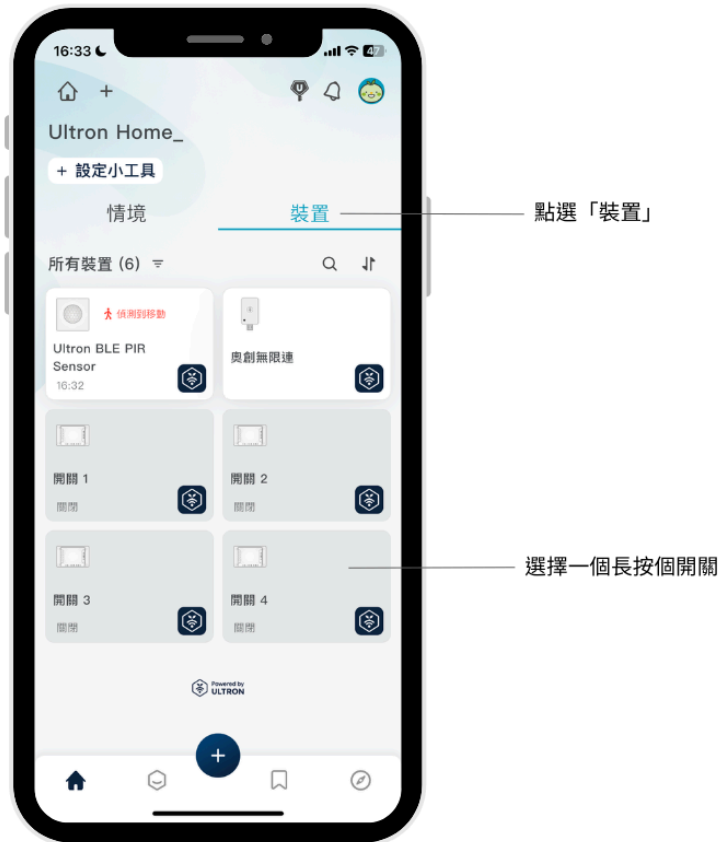 16:33
47
U
Ultron Home_
+ 設定小工具
情境
裝置
點選「裝置」
所有裝置 (6)
偵測到移動
Ultron BLE PIR
Sensor
16:32
奧創無限連
開關 1
關閉
開關 2
關閉
選擇一個長按個開關
開關 3
關閉
開關 4
關閉
Powered by
ULTRON